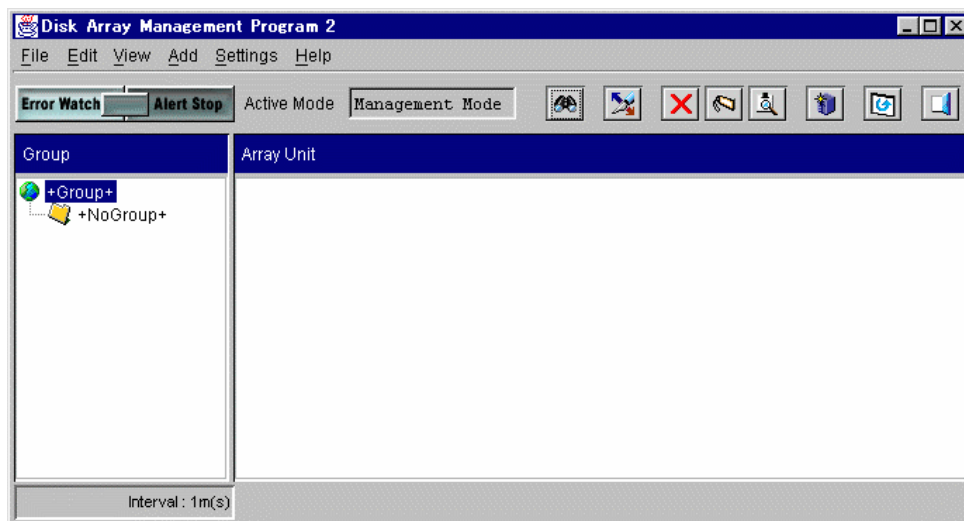 Disk Array Management Program 2
File Edit View Add Settings Help
Error Watch Alert Stop Active Mode Management Mode
Group Array Unit
+Group+
+NoGroup+
Interval : 1m(s)